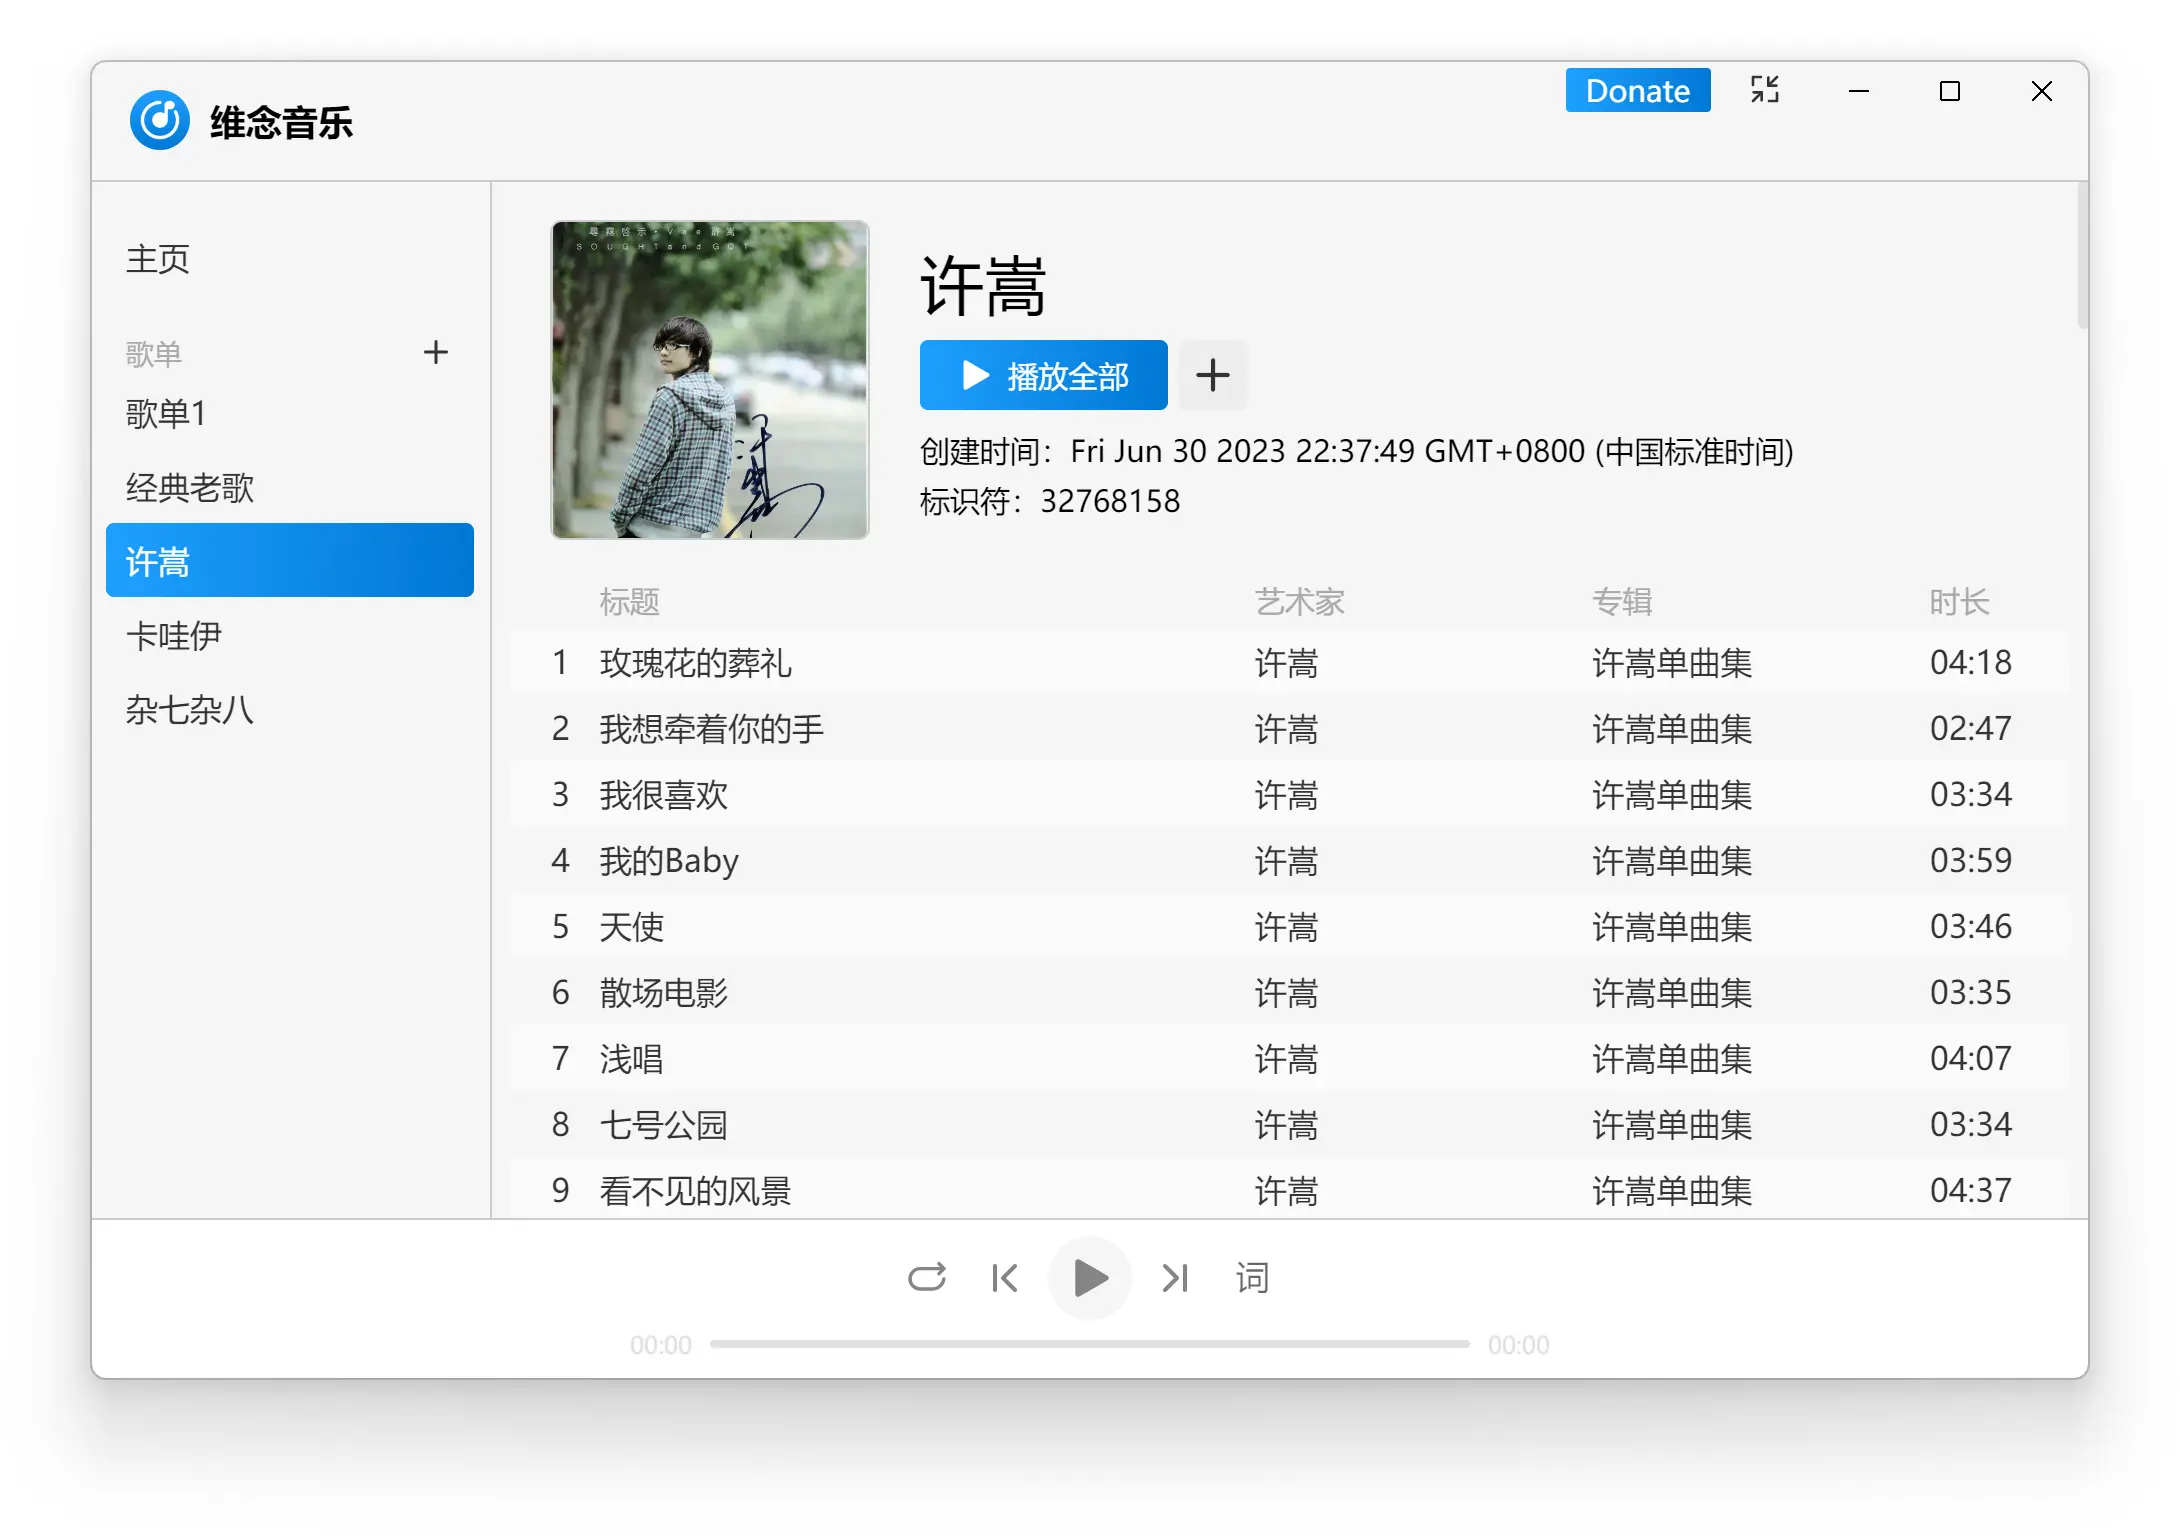 维念音乐
Donate
主页
歌单
歌单1
经典老歌
许嵩
卡哇伊
杂七杂八
尋霧啓示·Vae許嵩
SOUGHTandGOT
许嵩
播放全部
创建时间：Fri Jun 30 2023 22:37:49 GMT+0800 (中国标准时间)
标识符：32768158
标题 艺术家 专辑 时长
1 玫瑰花的葬礼 许嵩 许嵩单曲集 04:18
2 我想牵着你的手 许嵩 许嵩单曲集 02:47
3 我很喜欢 许嵩 许嵩单曲集 03:34
4 我的Baby 许嵩 许嵩单曲集 03:59
5 天使 许嵩 许嵩单曲集 03:46
6 散场电影 许嵩 许嵩单曲集 03:35
7 浅唱 许嵩 许嵩单曲集 04:07
8 七号公园 许嵩 许嵩单曲集 03:34
9 看不见的风景 许嵩 许嵩单曲集 04:37
词
00:00 00:00